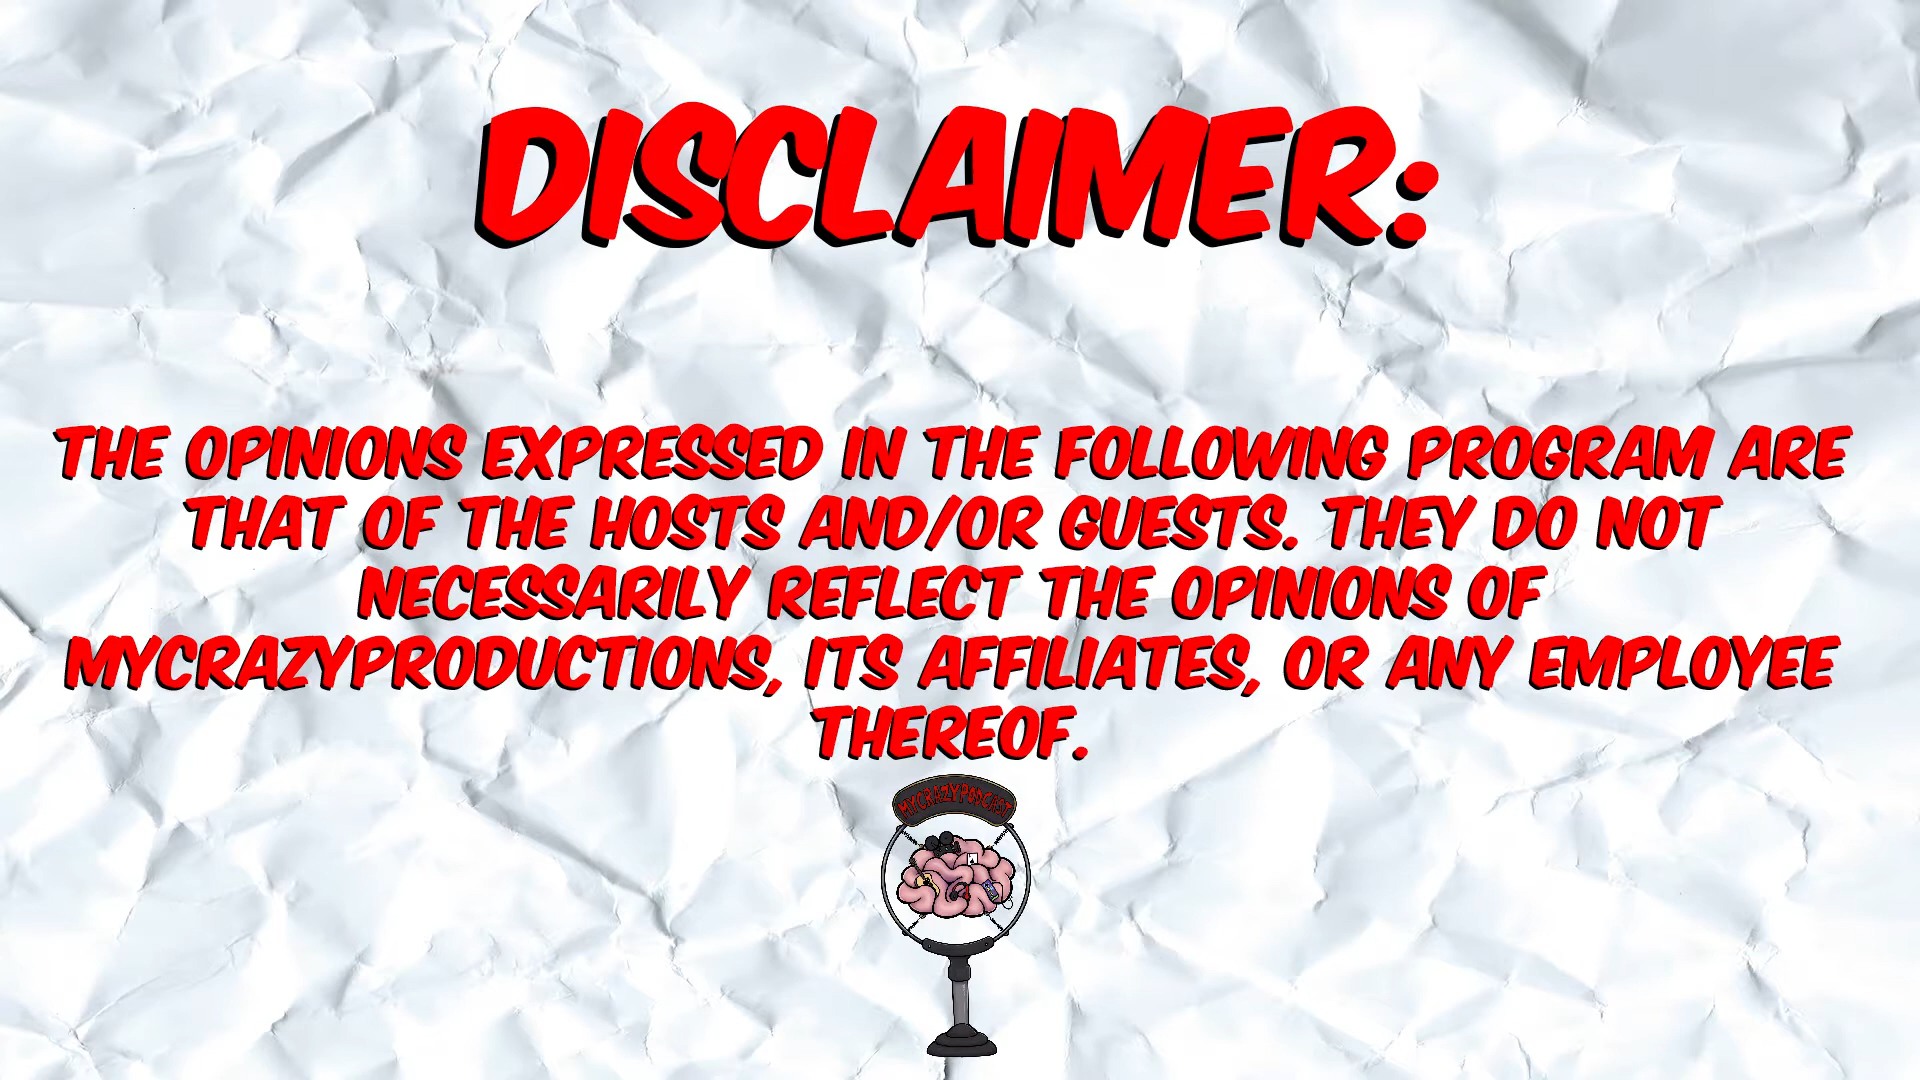 DISCLAIMER:
THE OPINIONS EXPRESSED IN THE FOLLOWING PROGRAM ARE
THAT OF THE HOSTS AND/OR GUESTS. THEY DO NOT
NECESSARILY REFLECT THE OPINIONS OF
MYCRAZYPRODUCTIONS, ITS AFFILIATES, OR ANY EMPLOYEE
THEREOF.
MYCRAZYPODCAST